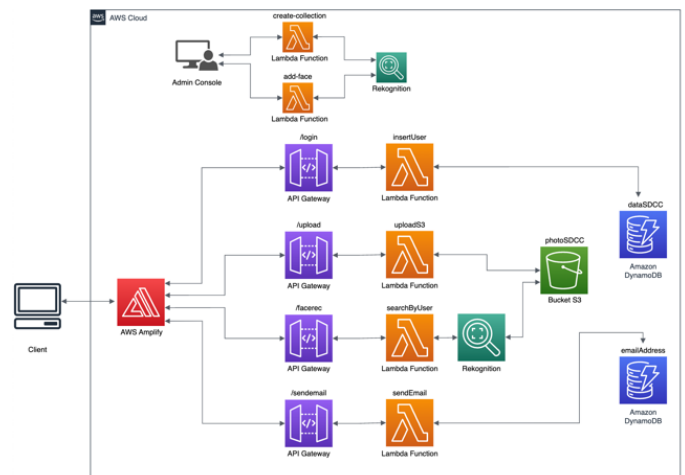 aws
AWS Cloud
create-collection
Lambda Function
Admin Console
add-face
Lambda Function
Rekognition
/login
API Gateway
insertUser
Lambda Function
dataSDCC
Amazon
DynamoDB
/upload
API Gateway
uploadS3
Lambda Function
photoSDCC
Bucket S3
Client
AWS Amplify
/facerec
API Gateway
searchByUser
Lambda Function
Rekognition
emailAddress
Amazon
DynamoDB
/sendemail
API Gateway
sendEmail
Lambda Function